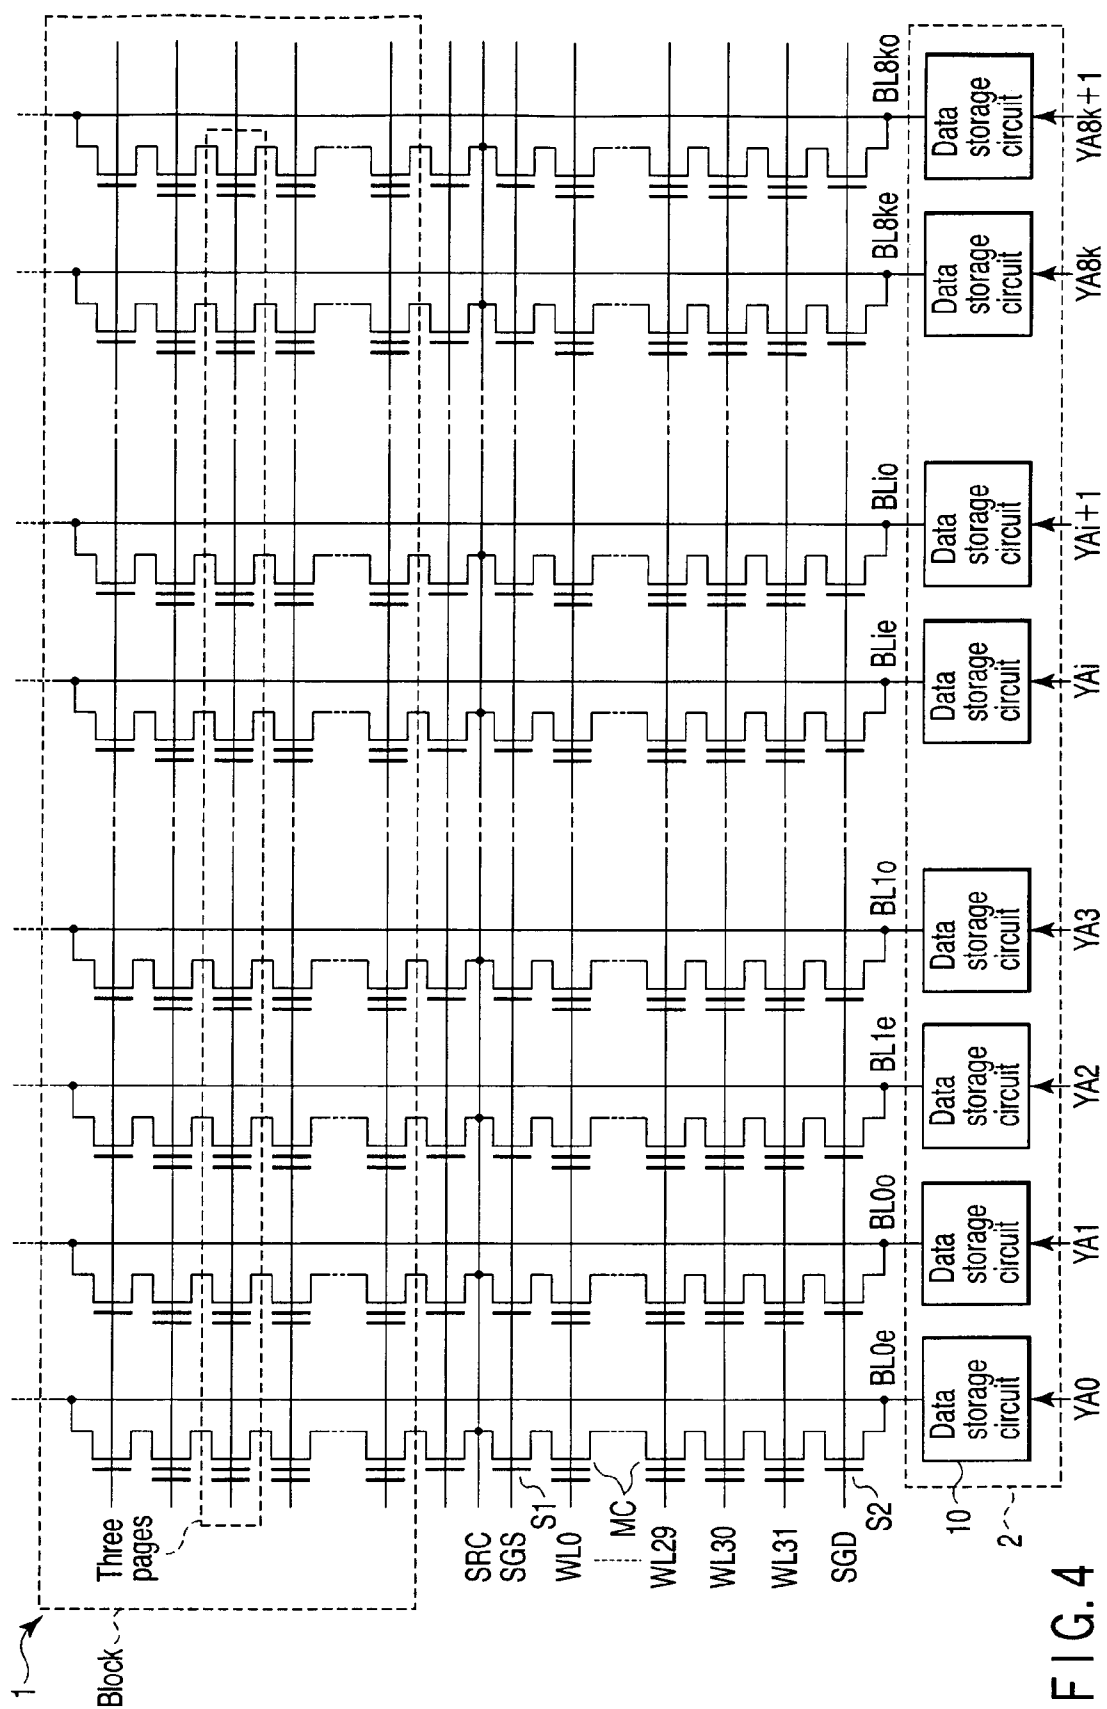 1
Block
Three
pages
SRC
SGS
S1
WL0
MC
WL29
WL30
WL31
SGD
S2
BL0e
BL0o
BL1e
BL1o
BLie
BLio
BL8ke
BL8ko
10
2
Data
storage
circuit
Data
storage
circuit
Data
storage
circuit
Data
storage
circuit
Data
storage
circuit
Data
storage
circuit
Data
storage
circuit
Data
storage
circuit
YA0
YA1
YA2
YA3
YAi
YAi+1
YA8k
YA8k+1
FIG. 4